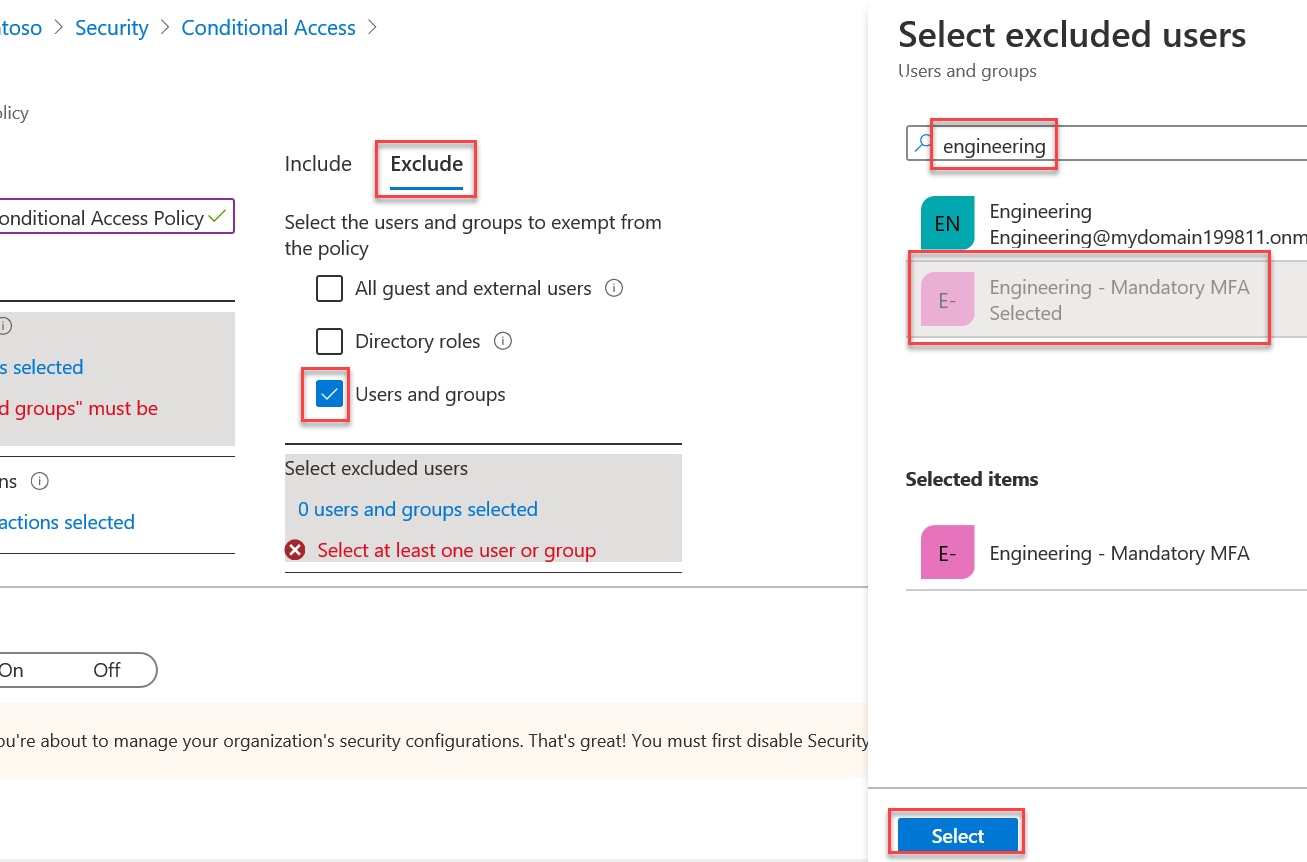 ntoso > Security > Conditional Access >
olicy
onditional Access Policy
s selected
d groups" must be
ns
actions selected
Include Exclude
Select the users and groups to exempt from
the policy
All guest and external users
Directory roles
Users and groups
Select excluded users
0 users and groups selected
Select at least one user or group
On Off
ou're about to manage your organization's security configurations. That's great! You must first disable Security
Select excluded users
Users and groups
engineering
EN
Engineering
Engineering@mydomain199811.onm
E-
Engineering - Mandatory MFA
Selected
Selected items
E- Engineering - Mandatory MFA
Select